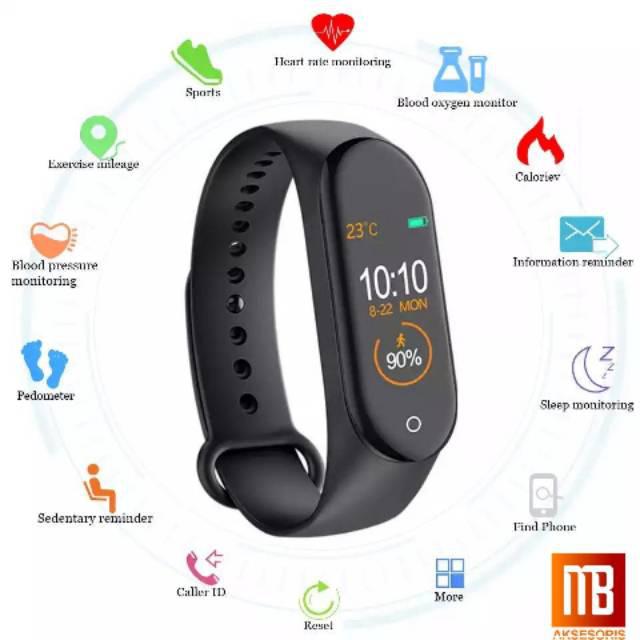 Heart rate monitoring
Sports
Blood oxygen monitor
Exercise mileage
Caloriev
Blood pressure
monitoring
Information reminder
23°C
10:10
8-22 MON
90%
Pedometer
Sleep monitoring
Sedentary reminder
Find Phone
Caller ID
More
Reset
MB
AKSESORIS